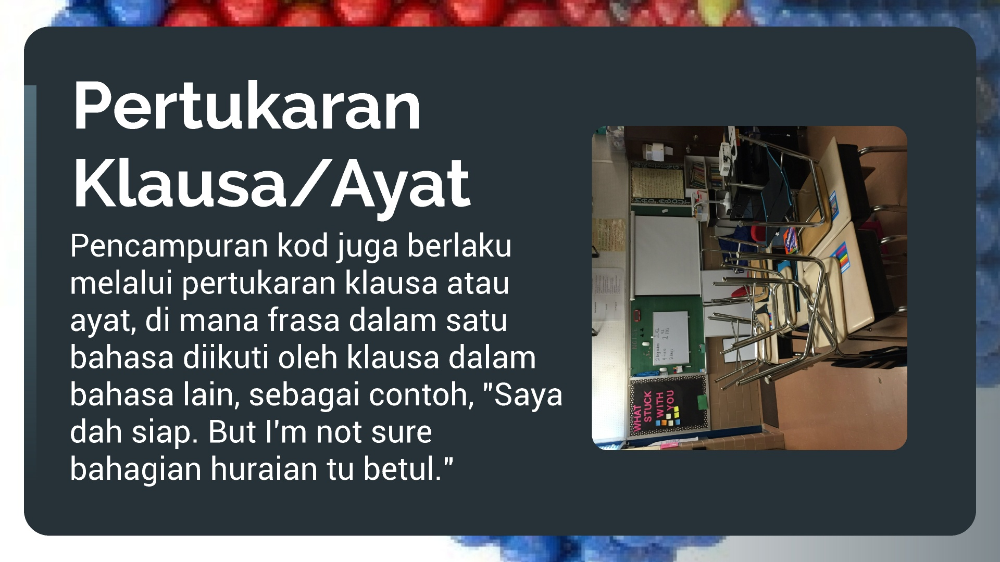 Pertukaran
Klausa/Ayat
Pencampuran kod juga berlaku
melalui pertukaran klausa atau
ayat, di mana frasa dalam satu
bahasa diikuti oleh klausa dalam
bahasa lain, sebagai contoh, "Saya
dah siap. But I'm not sure
bahagian huraian tu betul."
WHAT
STUCK
WITH
YOU